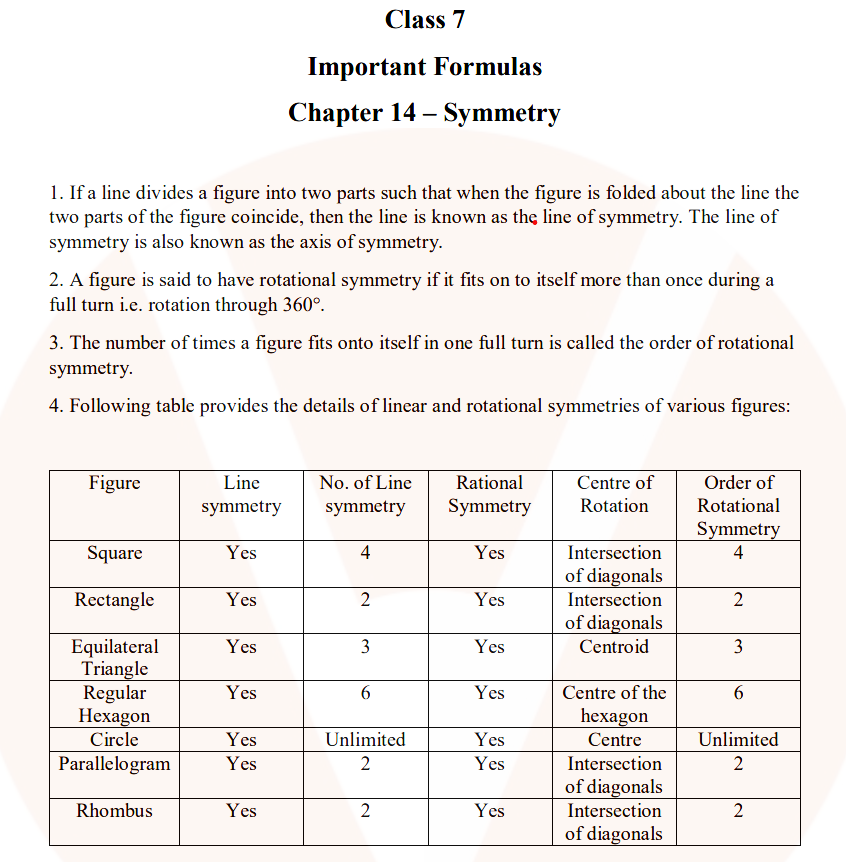 Class 7
Important Formulas
Chapter 14 – Symmetry
1. If a line divides a figure into two parts such that when the figure is folded about the line the
two parts of the figure coincide, then the line is known as the line of symmetry. The line of
symmetry is also known as the axis of symmetry.
2. A figure is said to have rotational symmetry if it fits on to itself more than once during a
full turn i.e. rotation through 360°.
3. The number of times a figure fits onto itself in one full turn is called the order of rotational
symmetry.
4. Following table provides the details of linear and rotational symmetries of various figures:
Figure Line No. of Line Rational Centre of Order of
symmetry symmetry Symmetry Rotation Rotational
Symmetry
Square Yes 4 Yes Intersection 4
of diagonals
Rectangle Yes 2 Yes Intersection 2
of diagonals
Equilateral Yes 3 Yes Centroid 3
Triangle
Regular Yes 6 Yes Centre of the 6
Hexagon hexagon
Circle Yes Unlimited Yes Centre Unlimited
Parallelogram Yes 2 Yes Intersection 2
of diagonals
Rhombus Yes 2 Yes Intersection 2
of diagonals